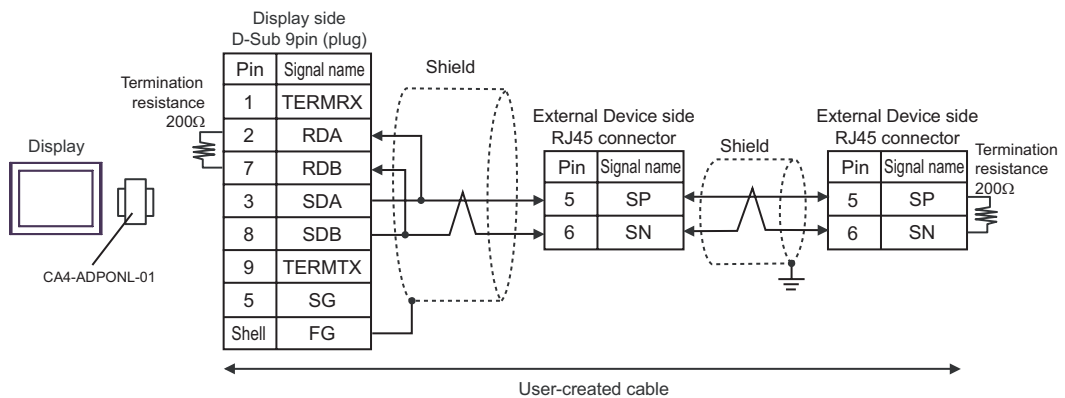 Display side
D-Sub 9pin (plug)
Pin Signal name
1 TERMRX
2 RDA
7 RDB
3 SDA
8 SDB
9 TERMTX
5 SG
Shell FG
Termination
resistance
200Ω
Display
CA4-ADPONL-01
Shield
External Device side
RJ45 connector
Pin Signal name
5 SP
6 SN
Shield
External Device side
RJ45 connector
Pin Signal name
5 SP
6 SN
Termination
resistance
200Ω
User-created cable